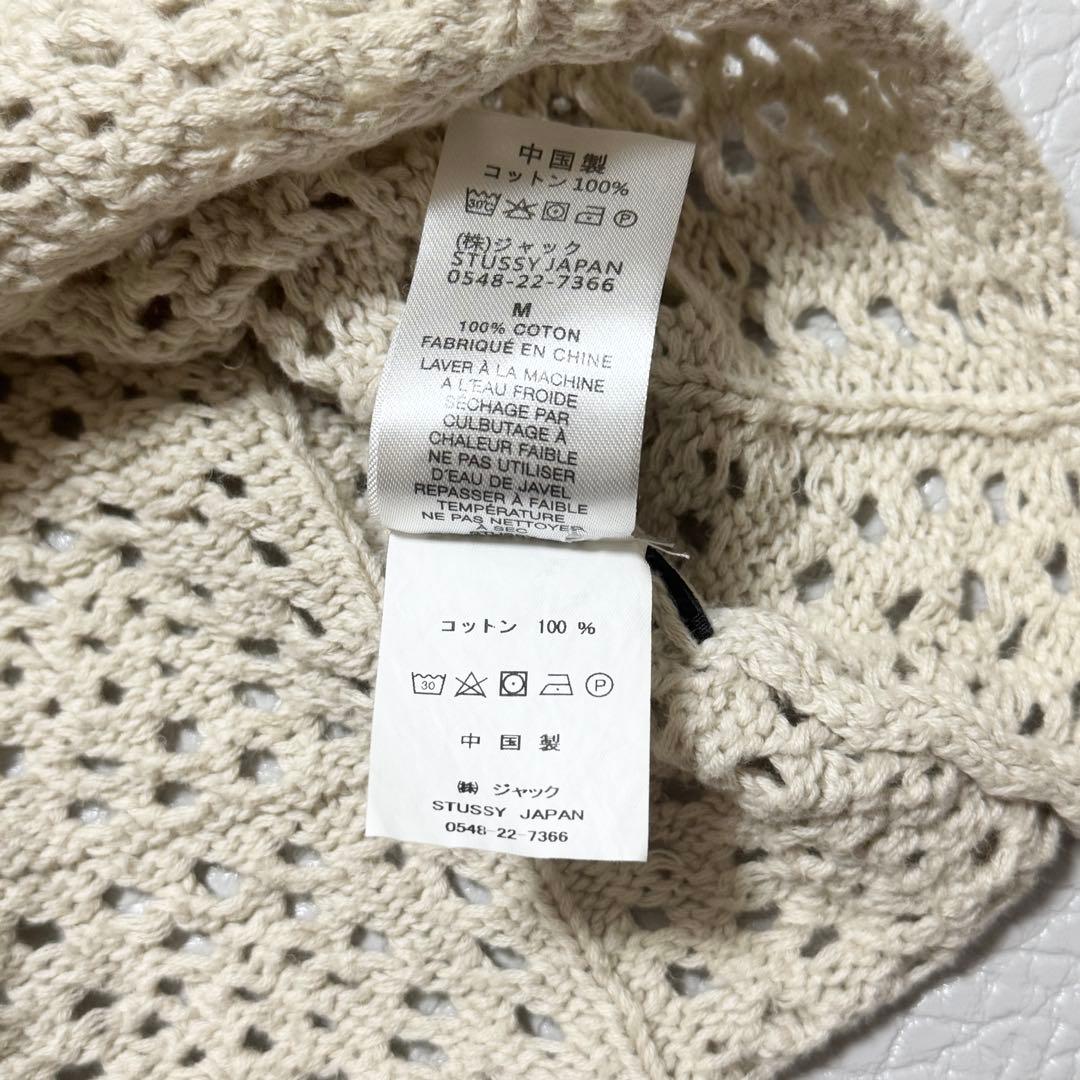 中国製
コットン 100%
30℃ P
(株)ジャック
STUSSY JAPAN
0548-22-7366
M
100% COTON
FABRIQUÉ EN CHINE
LAVER À LA MACHINE
À L'EAU FROIDE
SÉCHAGE PAR
CULBUTAGE À
CHALEUR FAIBLE
NE PAS UTILISER
D'EAU DE JAVEL
REPASSER À FAIBLE
TEMPÉRATURE
NE PAS NETTOYER
À SEC
コットン 100 %
30 P
中国製
㈱ ジャック
STUSSY JAPAN
0548-22-7366